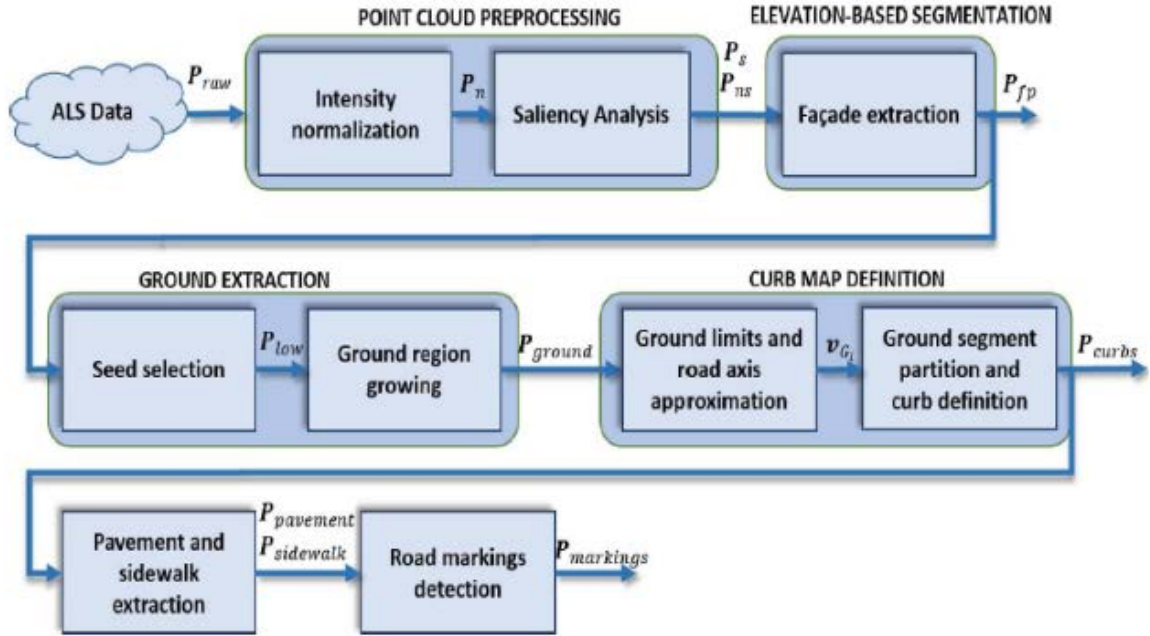 POINT CLOUD PREPROCESSING
ELEVATION-BASED SEGMENTATION
ALS Data
P_raw
Intensity
normalization
P_n
Saliency Analysis
P_s
P_ns
Façade extraction
P_fp
GROUND EXTRACTION
CURB MAP DEFINITION
Seed selection
P_low
Ground region
growing
P_ground
Ground limits and
road axis
approximation
v_G_i
Ground segment
partition and
curb definition
P_curbs
Pavement and
sidewalk
extraction
P_pavement
P_sidewalk
Road markings
detection
P_markings